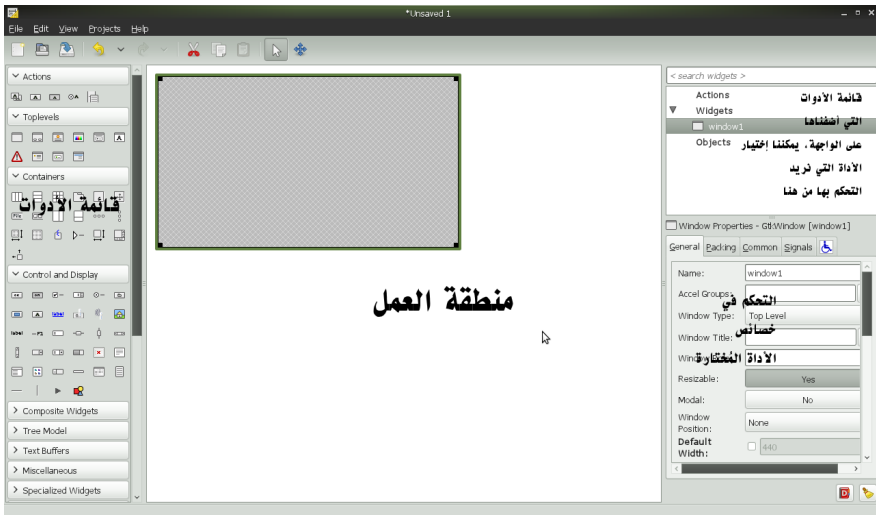 *Unsaved 1
File Edit View Projects Help
Actions
Toplevels
Containers
قائمة الأدوات
Control and Display
Composite Widgets
Tree Model
Text Buffers
Miscellaneous
Specialized Widgets
منطقة العمل
< search widgets >
Actions
Widgets
window1
Objects
قائمة الأدوات
التي أضفناها
على الواجهة، يمكننا إختيار
الأداة التي نريد
التحكم بها من هنا
Window Properties - GtkWindow [window1]
General Packing Common Signals
Name: window1
Accel Groups:
Window Type: Top Level
Window Title:
Resizable: Yes
Modal: No
Window Position: None
Default Width: 440
التحكم في
خصائص
الأداة المُختارة